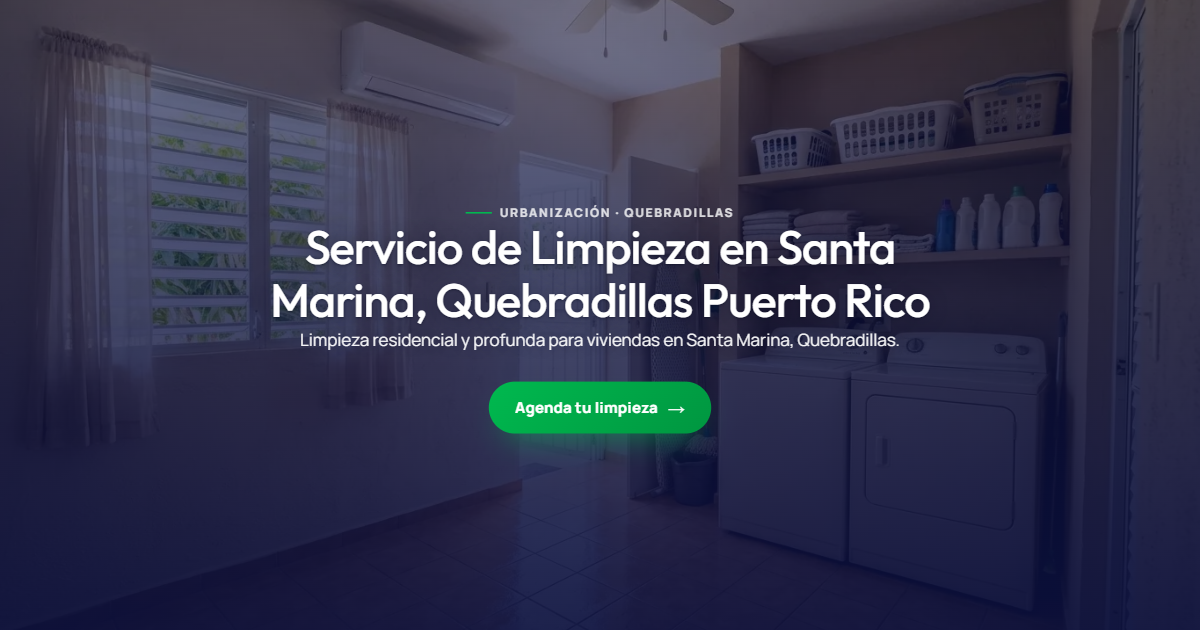 URBANIZACIÓN · QUEBRADILLAS
Servicio de Limpieza en Santa
Marina, Quebradillas Puerto Rico
Limpieza residencial y profunda para viviendas en Santa Marina, Quebradillas.
Agenda tu limpieza →